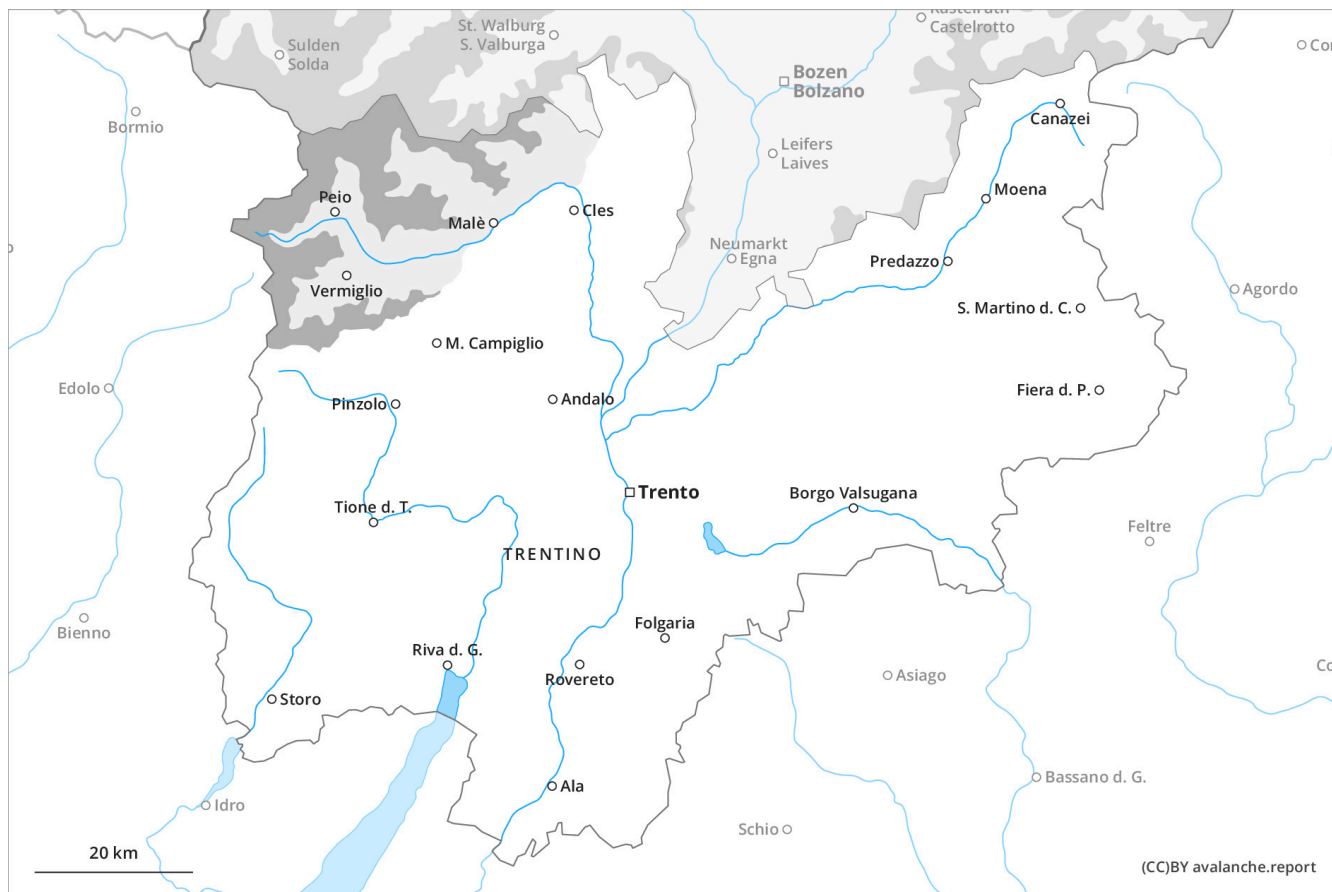 Kastelruth
Castelrotto
St. Walburg
S. Valburga
Sulden
Solda
Bozen
Bolzano
Bormio
Canazei
Leifers
Laives
Moena
Peio
Malè
Cles
Neumarkt
Egna
Predazzo
Vermiglio
Agordo
S. Martino d. C.
M. Campiglio
Edolo
Fiera d. P.
Pinzolo
Andalo
Trento
Borgo Valsugana
Tione d. T.
Feltre
TRENTINO
Bienno
Folgaria
Riva d. G.
Rovereto
Asiago
Storo
Bassano d. G.
Ala
Idro
Schio
20 km
(CC)BY avalanche.report